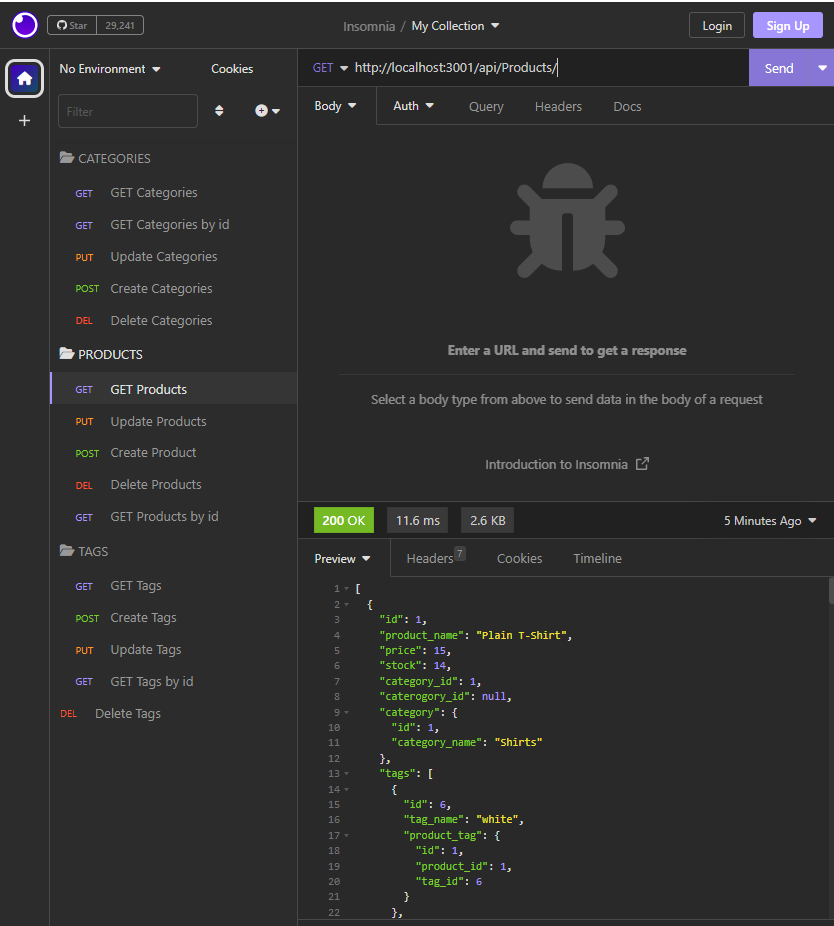 Star 29,241
Insomnia / My Collection
Login
Sign Up
No Environment
Cookies
Filter
CATEGORIES
GET GET Categories
GET GET Categories by id
PUT Update Categories
POST Create Categories
DEL Delete Categories
PRODUCTS
GET GET Products
PUT Update Products
POST Create Product
DEL Delete Products
GET GET Products by id
TAGS
GET GET Tags
POST Create Tags
PUT Update Tags
GET GET Tags by id
DEL Delete Tags
GET http://localhost:3001/api/Products/
Send
Body Auth Query Headers Docs
Enter a URL and send to get a response
Select a body type from above to send data in the body of a request
Introduction to Insomnia
200 OK 11.6 ms 2.6 KB 5 Minutes Ago
Preview Headers 7 Cookies Timeline
1 [
2 {
3 "id": 1,
4 "product_name": "Plain T-Shirt",
5 "price": 15,
6 "stock": 14,
7 "category_id": 1,
8 "caterogory_id": null,
9 "category": {
10 "id": 1,
11 "category_name": "Shirts"
12 },
13 "tags": [
14 {
15 "id": 6,
16 "tag_name": "white",
17 "product_tag": {
18 "id": 1,
19 "product_id": 1,
20 "tag_id": 6
21 }
22 },